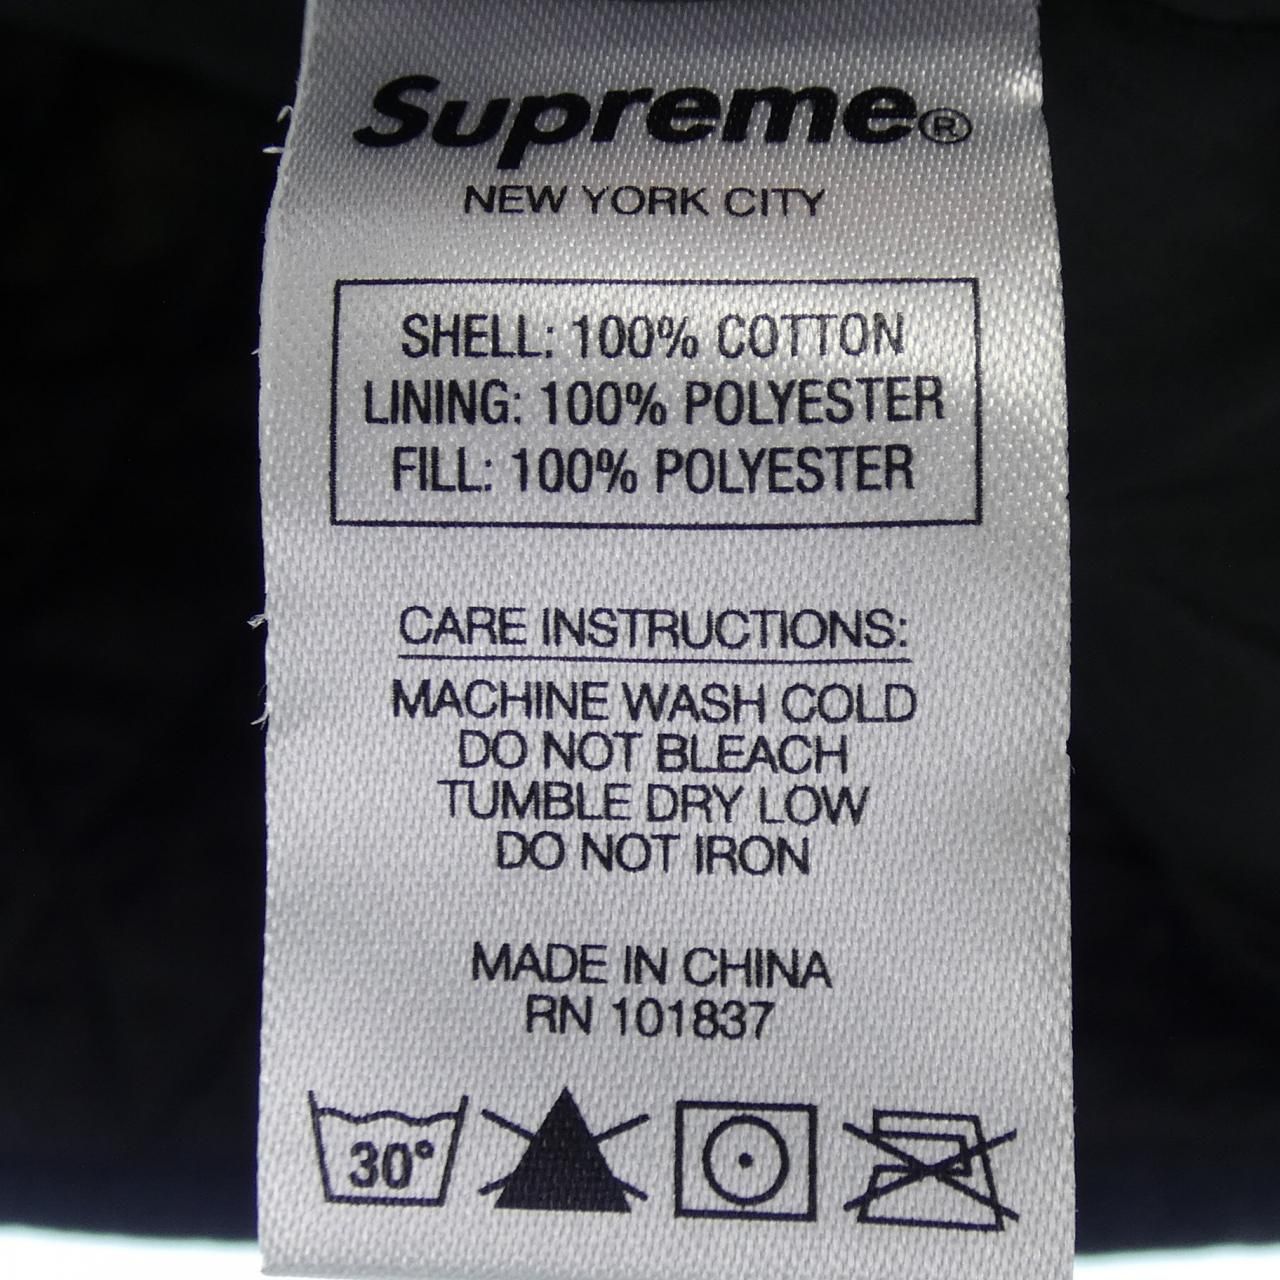 Supreme®
NEW YORK CITY
SHELL: 100% COTTON
LINING: 100% POLYESTER
FILL: 100% POLYESTER
CARE INSTRUCTIONS:
MACHINE WASH COLD
DO NOT BLEACH
TUMBLE DRY LOW
DO NOT IRON
MADE IN CHINA
RN 101837
30°